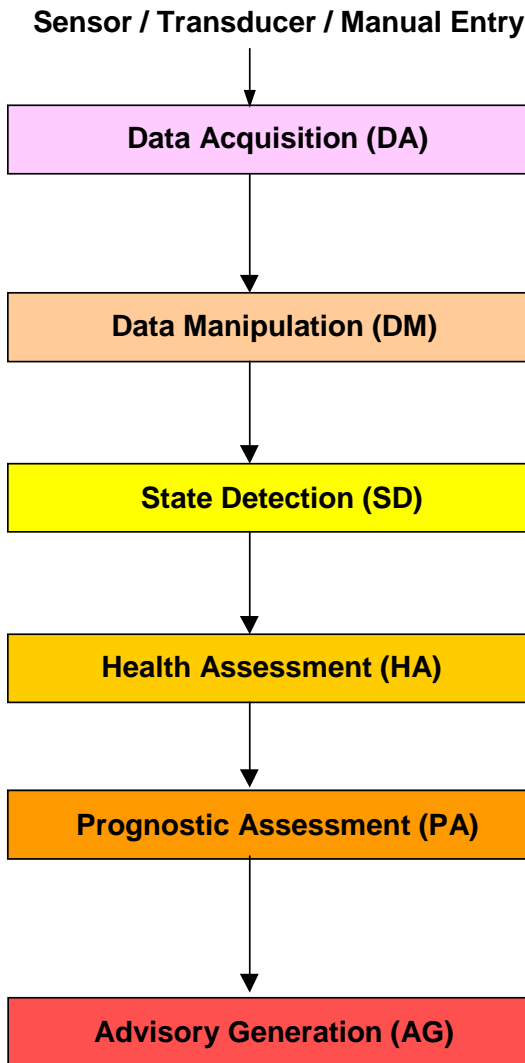 Sensor / Transducer / Manual Entry
Data Acquisition (DA)
Data Manipulation (DM)
State Detection (SD)
Health Assessment (HA)
Prognostic Assessment (PA)
Advisory Generation (AG)